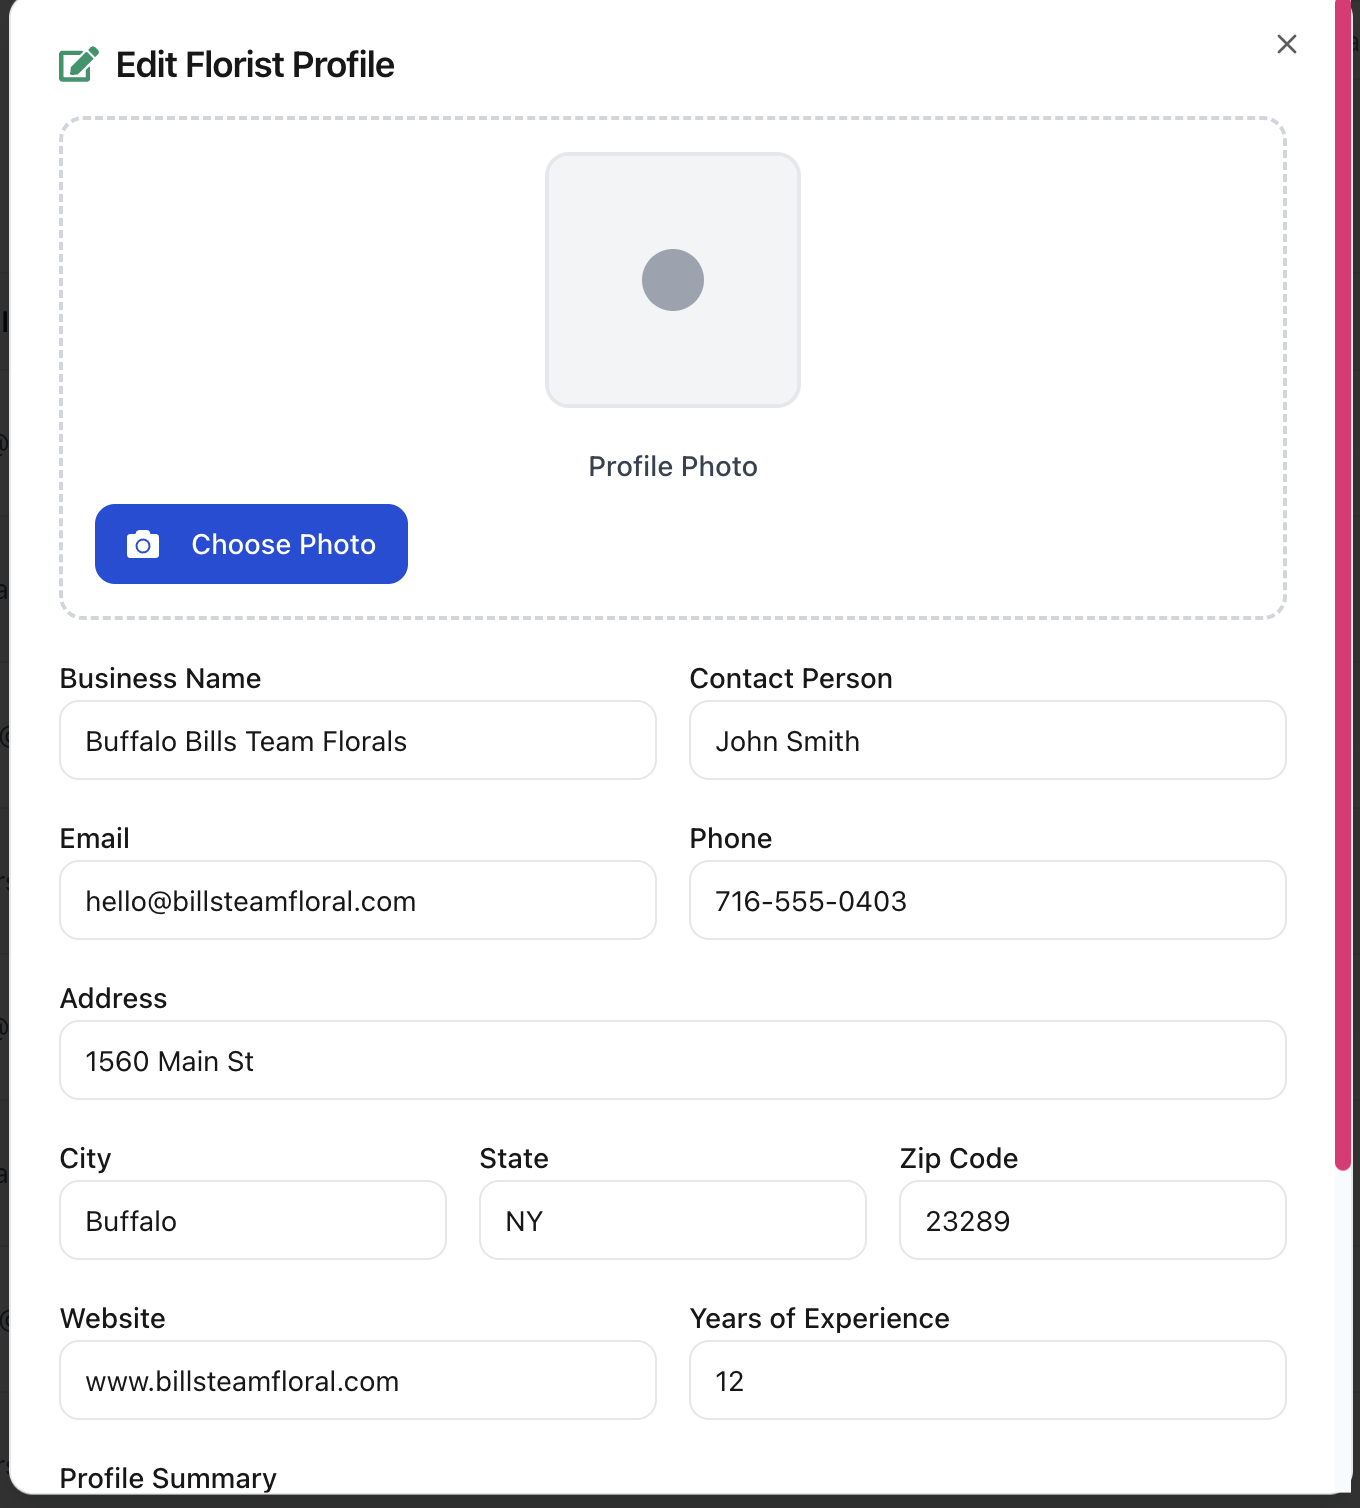 Edit Florist Profile
Profile Photo
Choose Photo
Business Name
Contact Person
Buffalo Bills Team Florals
John Smith
Email
Phone
hello@billsteamfloral.com
716-555-0403
Address
1560 Main St
City
State
Zip Code
Buffalo
NY
23289
Website
Years of Experience
www.billsteamfloral.com
12
Profile Summary